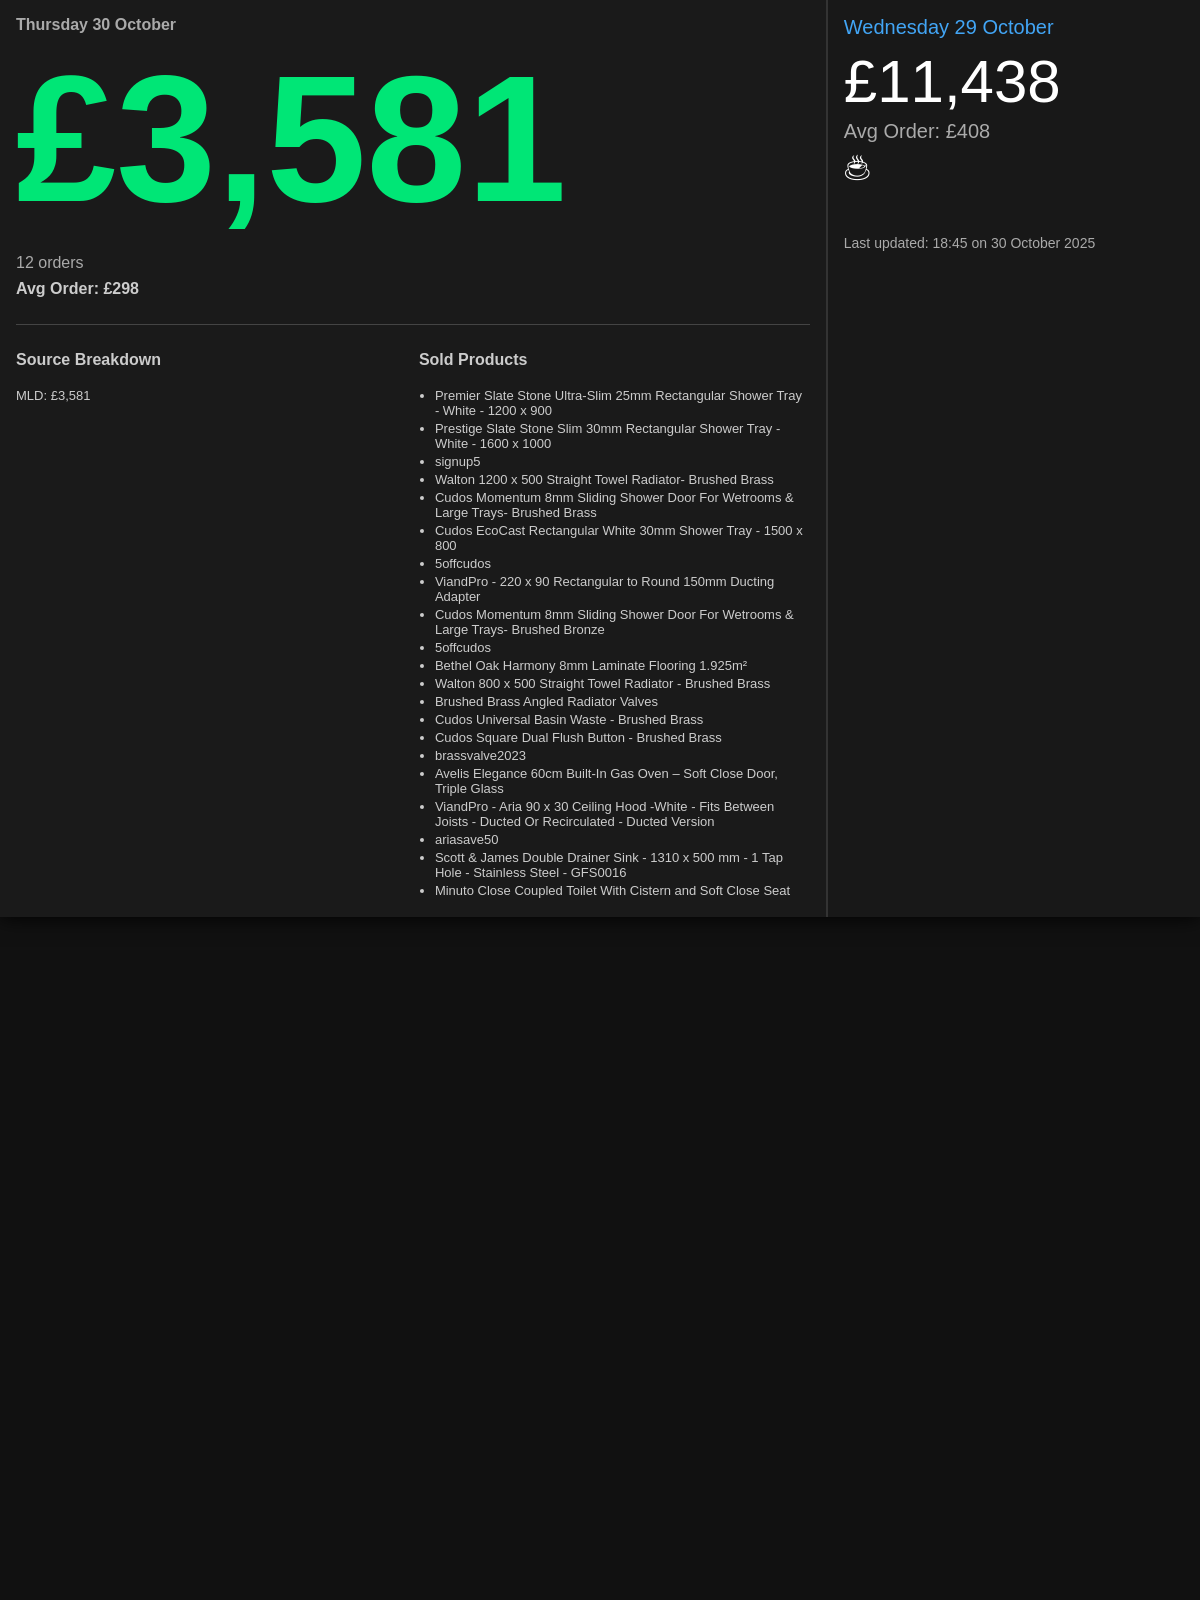 Thursday 30 October
£3,581
12 orders
Avg Order: £298
Source Breakdown
MLD: £3,581
Sold Products
Premier Slate Stone Ultra-Slim 25mm Rectangular Shower Tray
- White - 1200 x 900
Prestige Slate Stone Slim 30mm Rectangular Shower Tray -
White - 1600 x 1000
signup5
Walton 1200 x 500 Straight Towel Radiator- Brushed Brass
Cudos Momentum 8mm Sliding Shower Door For Wetrooms &
Large Trays- Brushed Brass
Cudos EcoCast Rectangular White 30mm Shower Tray - 1500 x
800
5offcudos
ViandPro - 220 x 90 Rectangular to Round 150mm Ducting
Adapter
Cudos Momentum 8mm Sliding Shower Door For Wetrooms &
Large Trays- Brushed Bronze
5offcudos
Bethel Oak Harmony 8mm Laminate Flooring 1.925m²
Walton 800 x 500 Straight Towel Radiator - Brushed Brass
Brushed Brass Angled Radiator Valves
Cudos Universal Basin Waste - Brushed Brass
Cudos Square Dual Flush Button - Brushed Brass
brassvalve2023
Avelis Elegance 60cm Built-In Gas Oven – Soft Close Door,
Triple Glass
ViandPro - Aria 90 x 30 Ceiling Hood -White - Fits Between
Joists - Ducted Or Recirculated - Ducted Version
ariasave50
Scott & James Double Drainer Sink - 1310 x 500 mm - 1 Tap
Hole - Stainless Steel - GFS0016
Minuto Close Coupled Toilet With Cistern and Soft Close Seat
Wednesday 29 October
£11,438
Avg Order: £408
Last updated: 18:45 on 30 October 2025